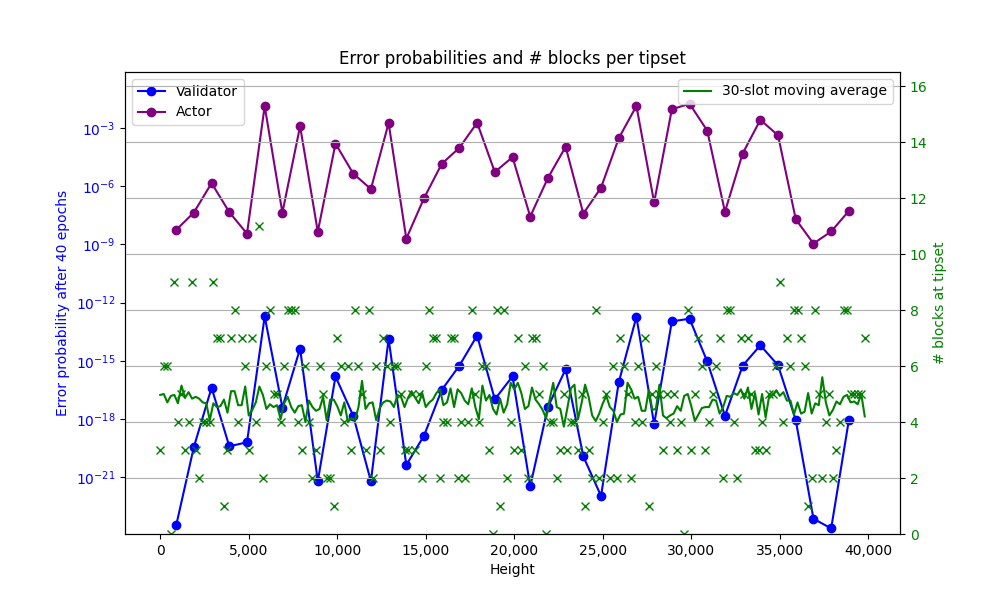 Error probabilities and # blocks per tipset
Validator
Actor
30-slot moving average
Error probability after 40 epochs
10⁻³
10⁻⁶
10⁻⁹
10⁻¹²
10⁻¹⁵
10⁻¹⁸
10⁻²¹
16
14
12
10
8
6
4
2
0
# blocks at tipset
0 5,000 10,000 15,000 20,000 25,000 30,000 35,000 40,000
Height